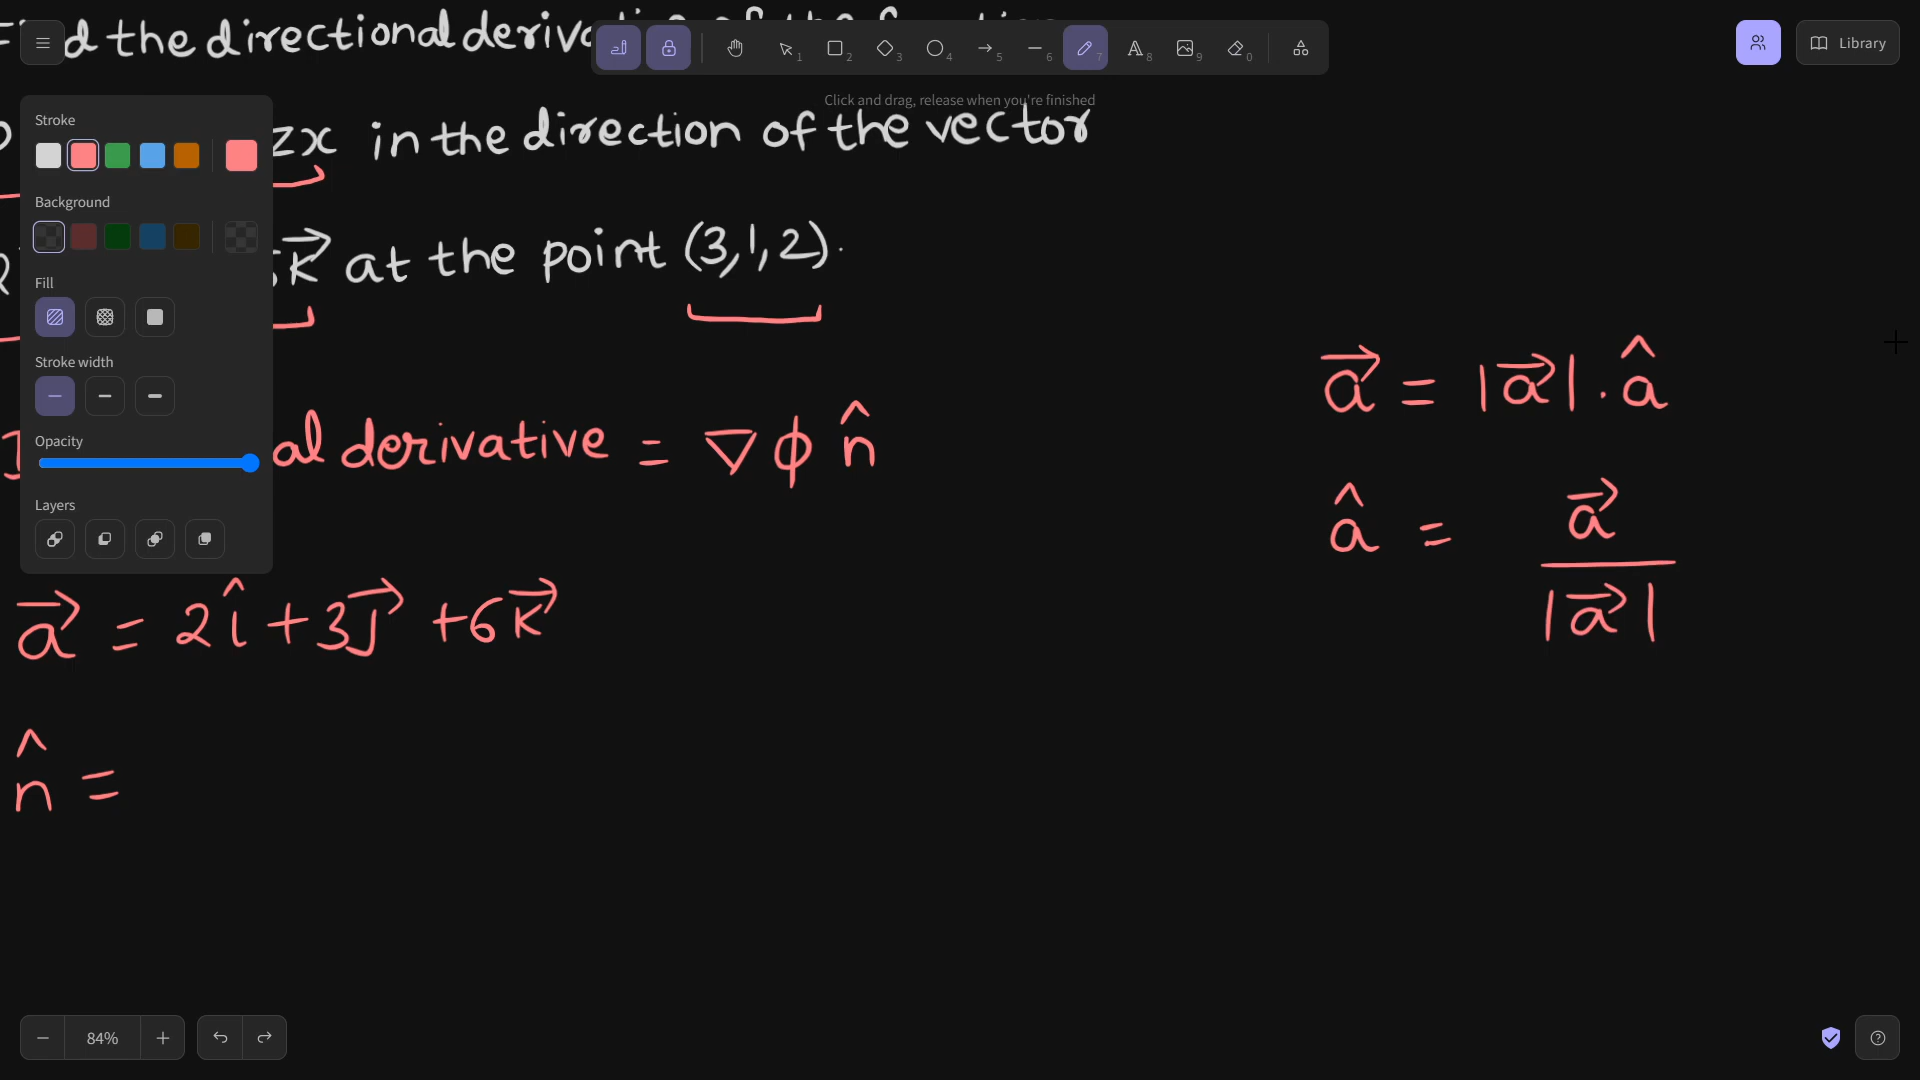 d the directional deriva
Library
Click and drag, release when you're finished
Stroke
zx in the direction of the vector
Background
k⃗ at the point (3,1,2).
Fill
Stroke width
a⃗ = |a⃗| · â
Opacity
al derivative = ∇ φ n̂
Layers
â = a⃗ / |a⃗|
a⃗ = 2î + 3j⃗ + 6k⃗
n̂ =
84%